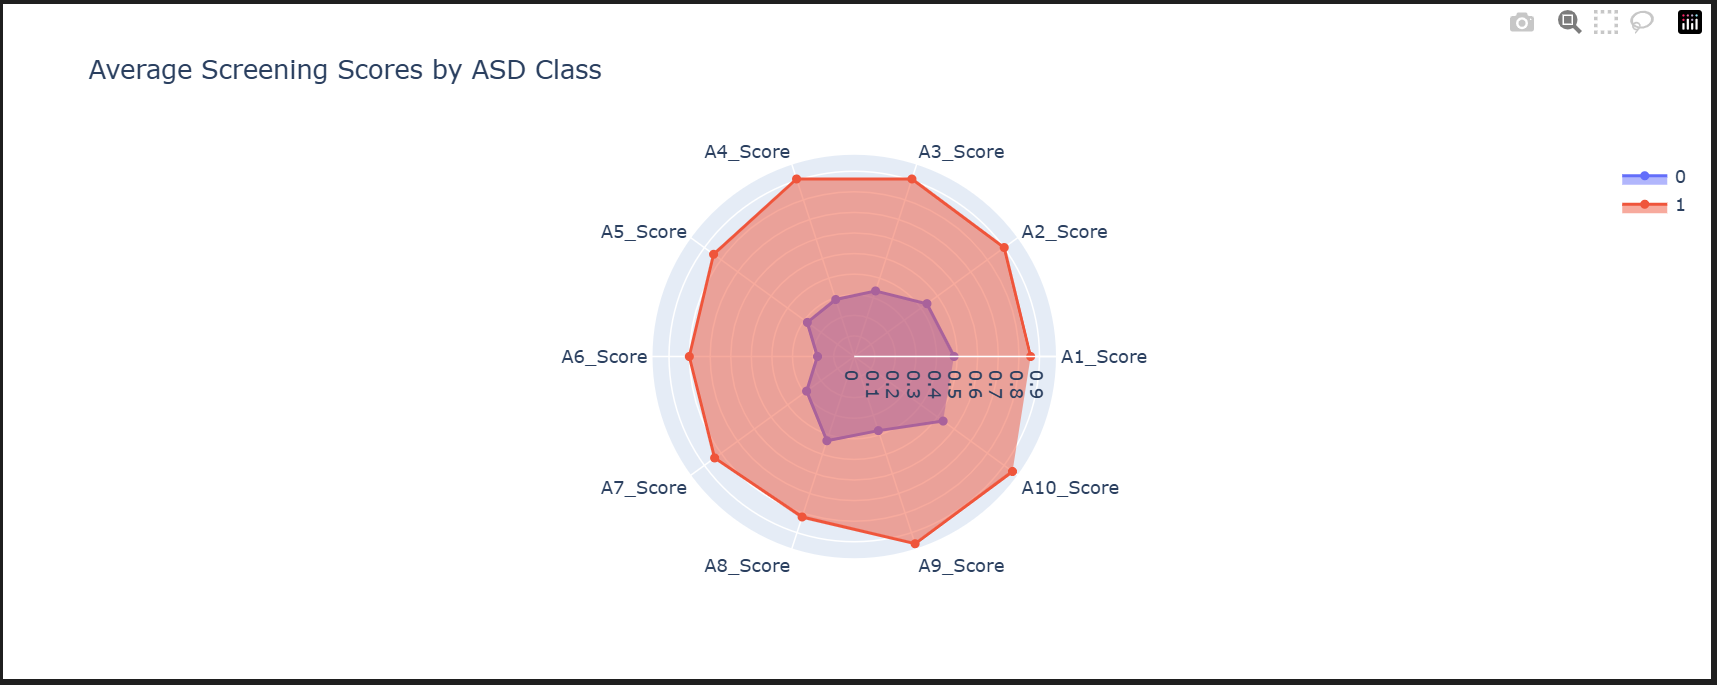 Average Screening Scores by ASD Class
A4_Score
A3_Score
A5_Score
A2_Score
A6_Score
A1_Score
0
0.1
0.2
0.3
0.4
0.5
0.6
0.7
0.8
0.9
A7_Score
A10_Score
A8_Score
A9_Score
0
1